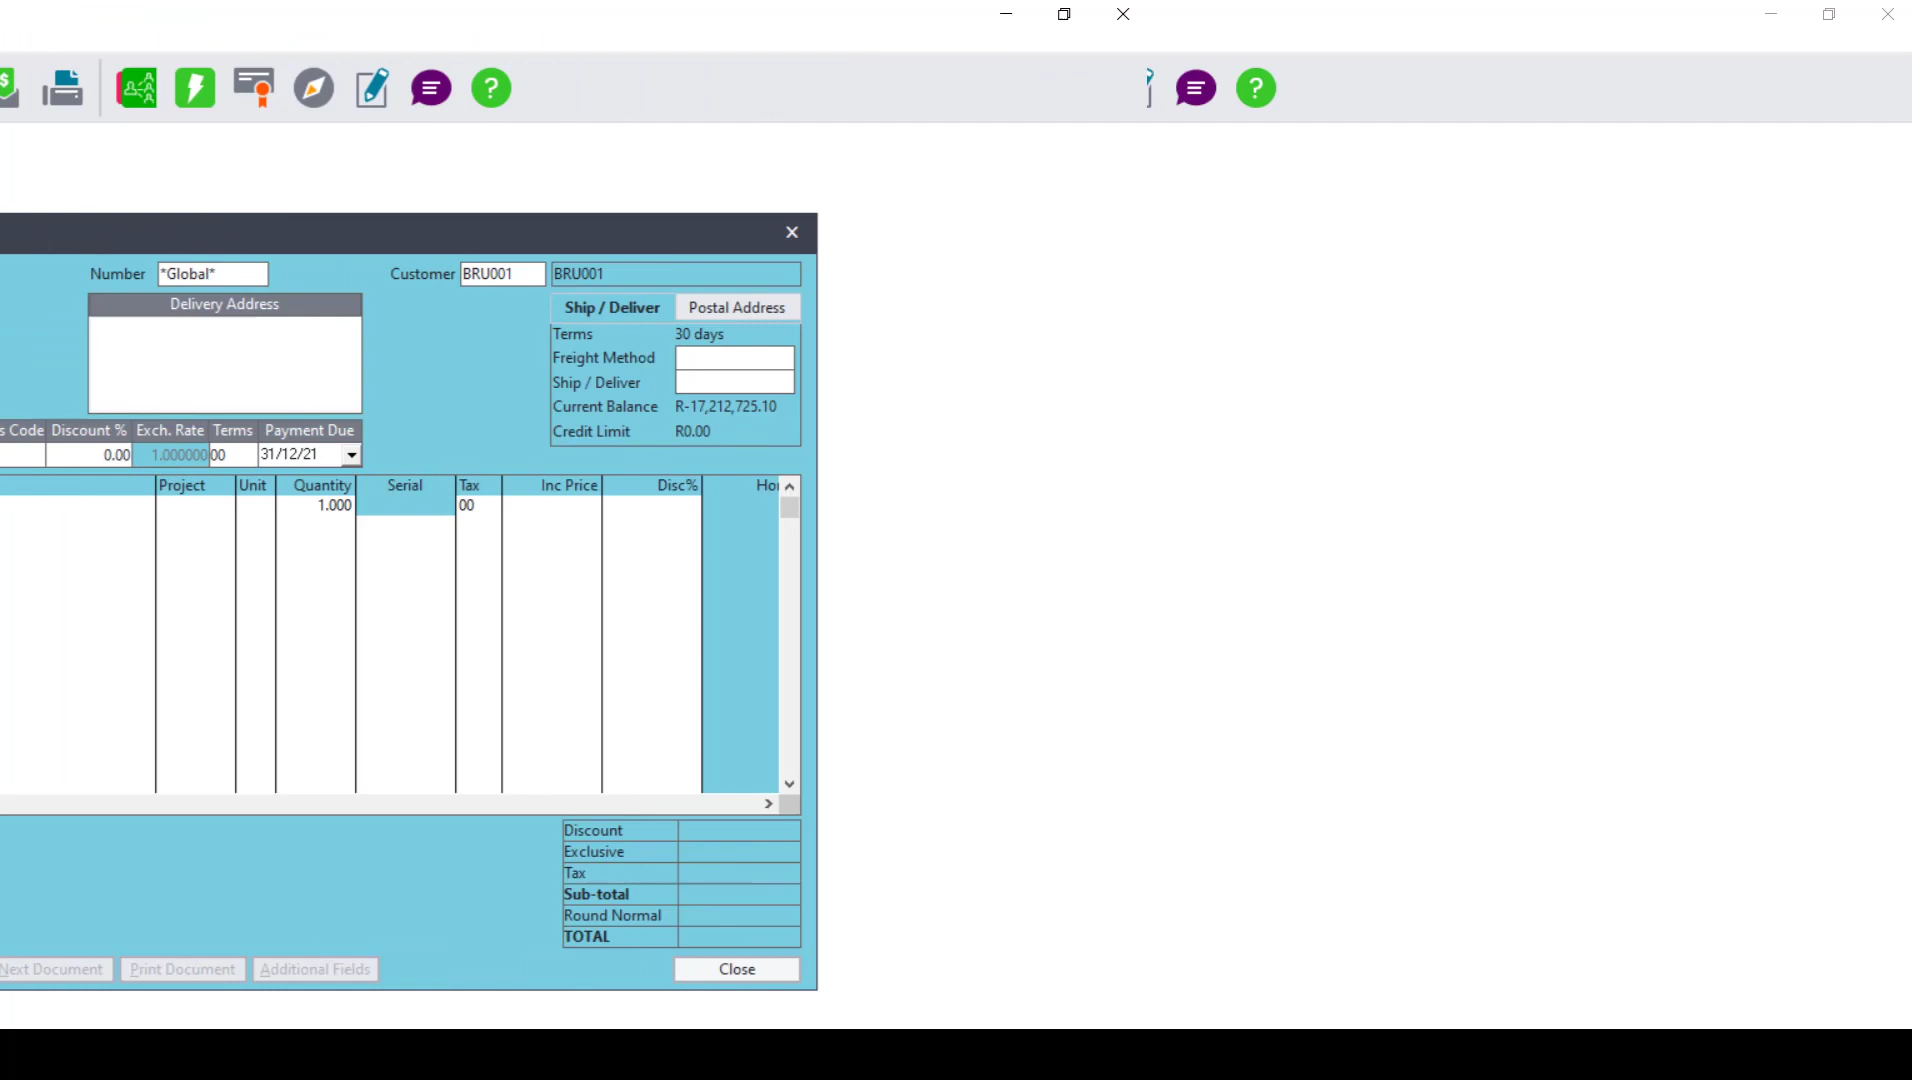 $
?
?
Number *Global* Customer BRU001 BRU001
Delivery Address
Ship / Deliver Postal Address
Terms 30 days
Freight Method
Ship / Deliver
Current Balance R-17,212,725.10
Credit Limit R0.00
s Code Discount % Exch. Rate Terms Payment Due
0.00 1.000000 00 31/12/21
Project Unit Quantity Serial Tax Inc Price Disc%
1.000 00
Discount
Exclusive
Tax
Sub-total
Round Normal
TOTAL
Next Document Print Document Additional Fields Close